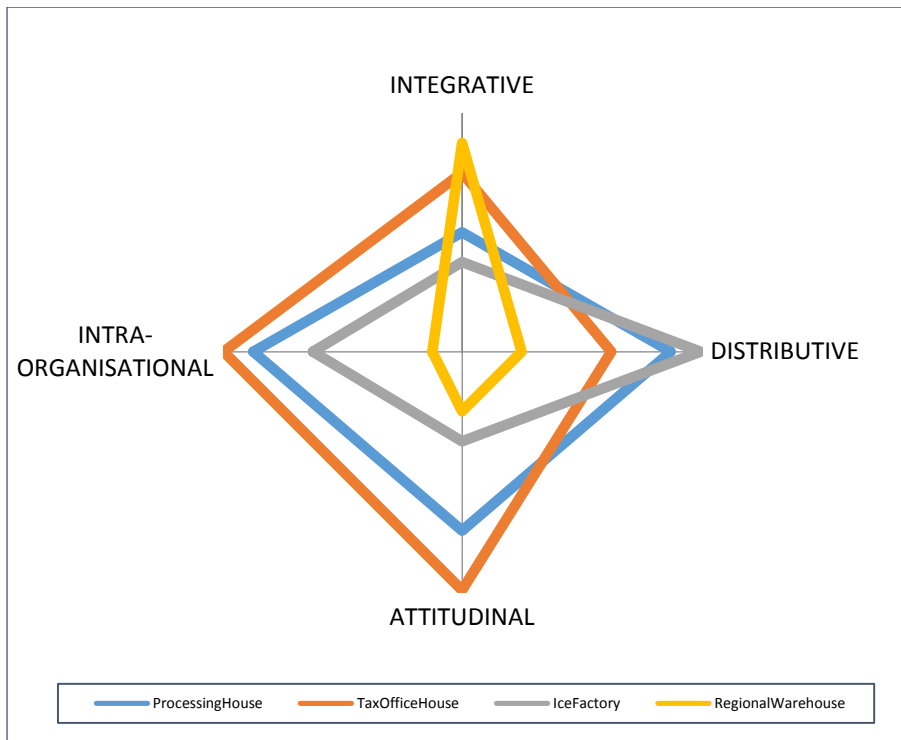 INTEGRATIVE
INTRA-
ORGANISATIONAL
DISTRIBUTIVE
ATTITUDINAL
ProcessingHouse TaxOfficeHouse IceFactory RegionalWarehouse